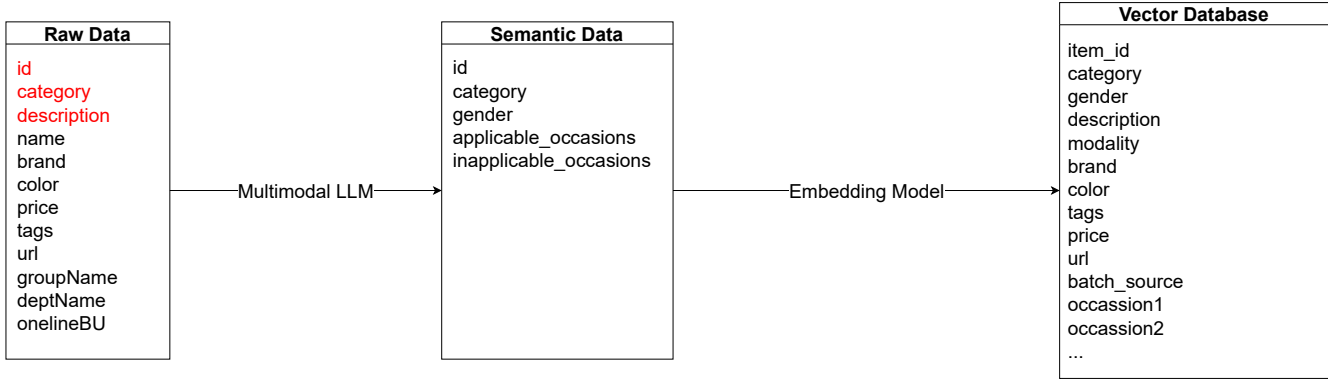 Raw Data
id
category
description
name
brand
color
price
tags
url
groupName
deptName
onelineBU
Multimodal LLM
Semantic Data
id
category
gender
applicable_occasions
inapplicable_occasions
Embedding Model
Vector Database
item_id
category
gender
description
modality
brand
color
tags
price
url
batch_source
occassion1
occassion2
...